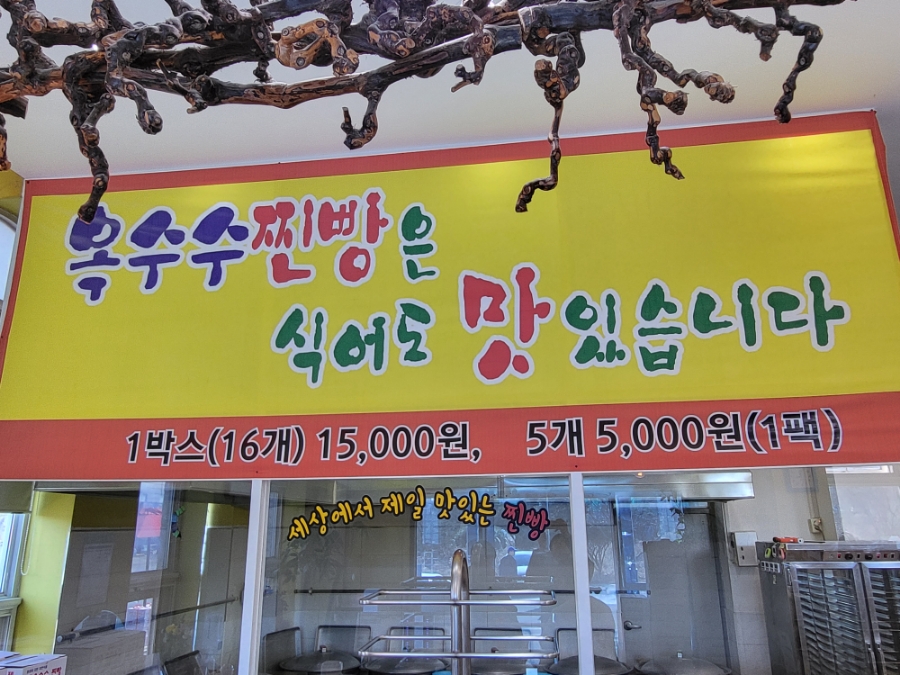 옥수수찐빵은
식어도 맛있습니다
1박스(16개) 15,000원, 5개 5,000원(1팩)
세상에서 제일 맛있는 찐빵